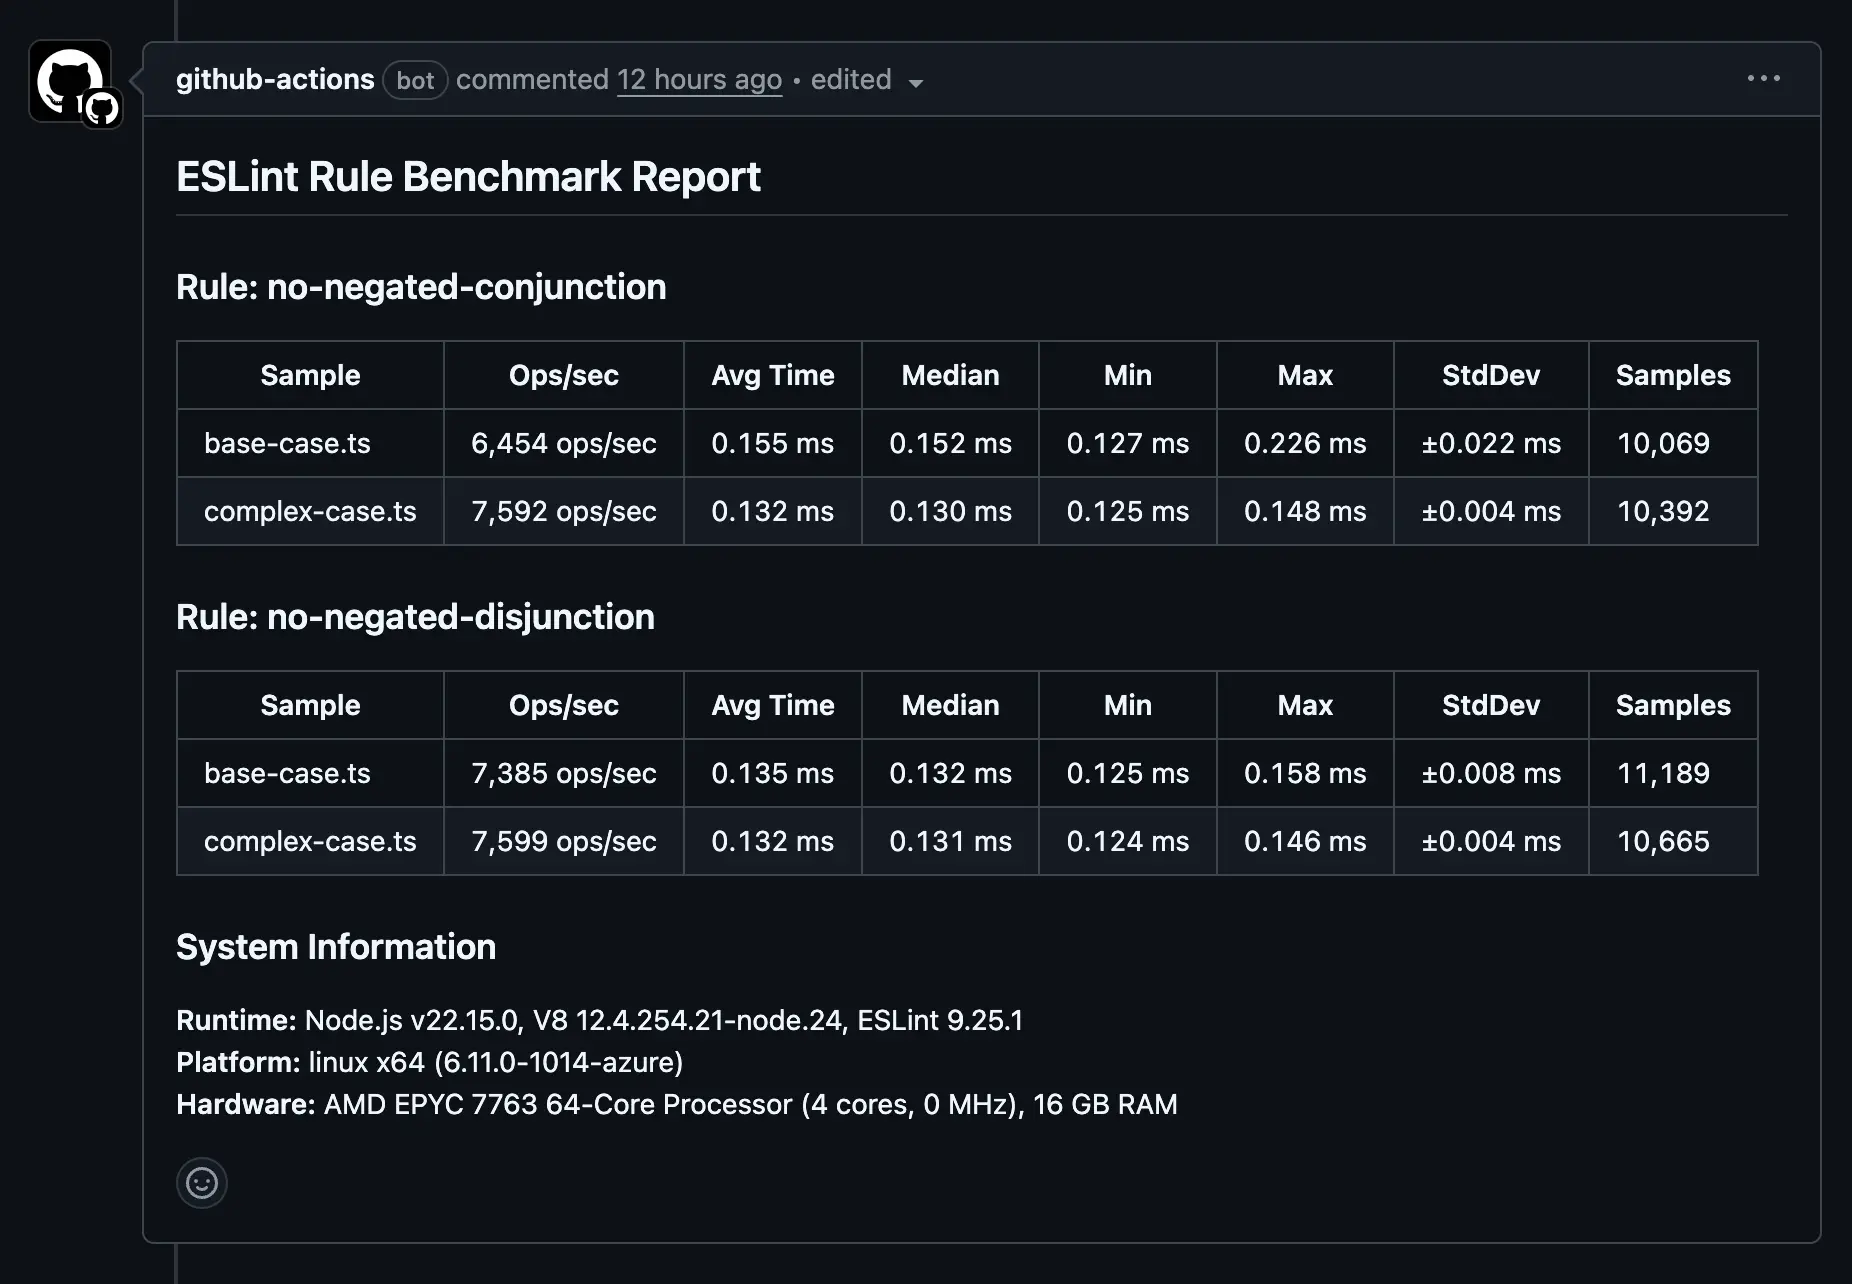 github-actions bot commented 12 hours ago • edited
ESLint Rule Benchmark Report
Rule: no-negated-conjunction
Sample Ops/sec Avg Time Median Min Max StdDev Samples
base-case.ts 6,454 ops/sec 0.155 ms 0.152 ms 0.127 ms 0.226 ms ±0.022 ms 10,069
complex-case.ts 7,592 ops/sec 0.132 ms 0.130 ms 0.125 ms 0.148 ms ±0.004 ms 10,392
Rule: no-negated-disjunction
Sample Ops/sec Avg Time Median Min Max StdDev Samples
base-case.ts 7,385 ops/sec 0.135 ms 0.132 ms 0.125 ms 0.158 ms ±0.008 ms 11,189
complex-case.ts 7,599 ops/sec 0.132 ms 0.131 ms 0.124 ms 0.146 ms ±0.004 ms 10,665
System Information
Runtime: Node.js v22.15.0, V8 12.4.254.21-node.24, ESLint 9.25.1
Platform: linux x64 (6.11.0-1014-azure)
Hardware: AMD EPYC 7763 64-Core Processor (4 cores, 0 MHz), 16 GB RAM